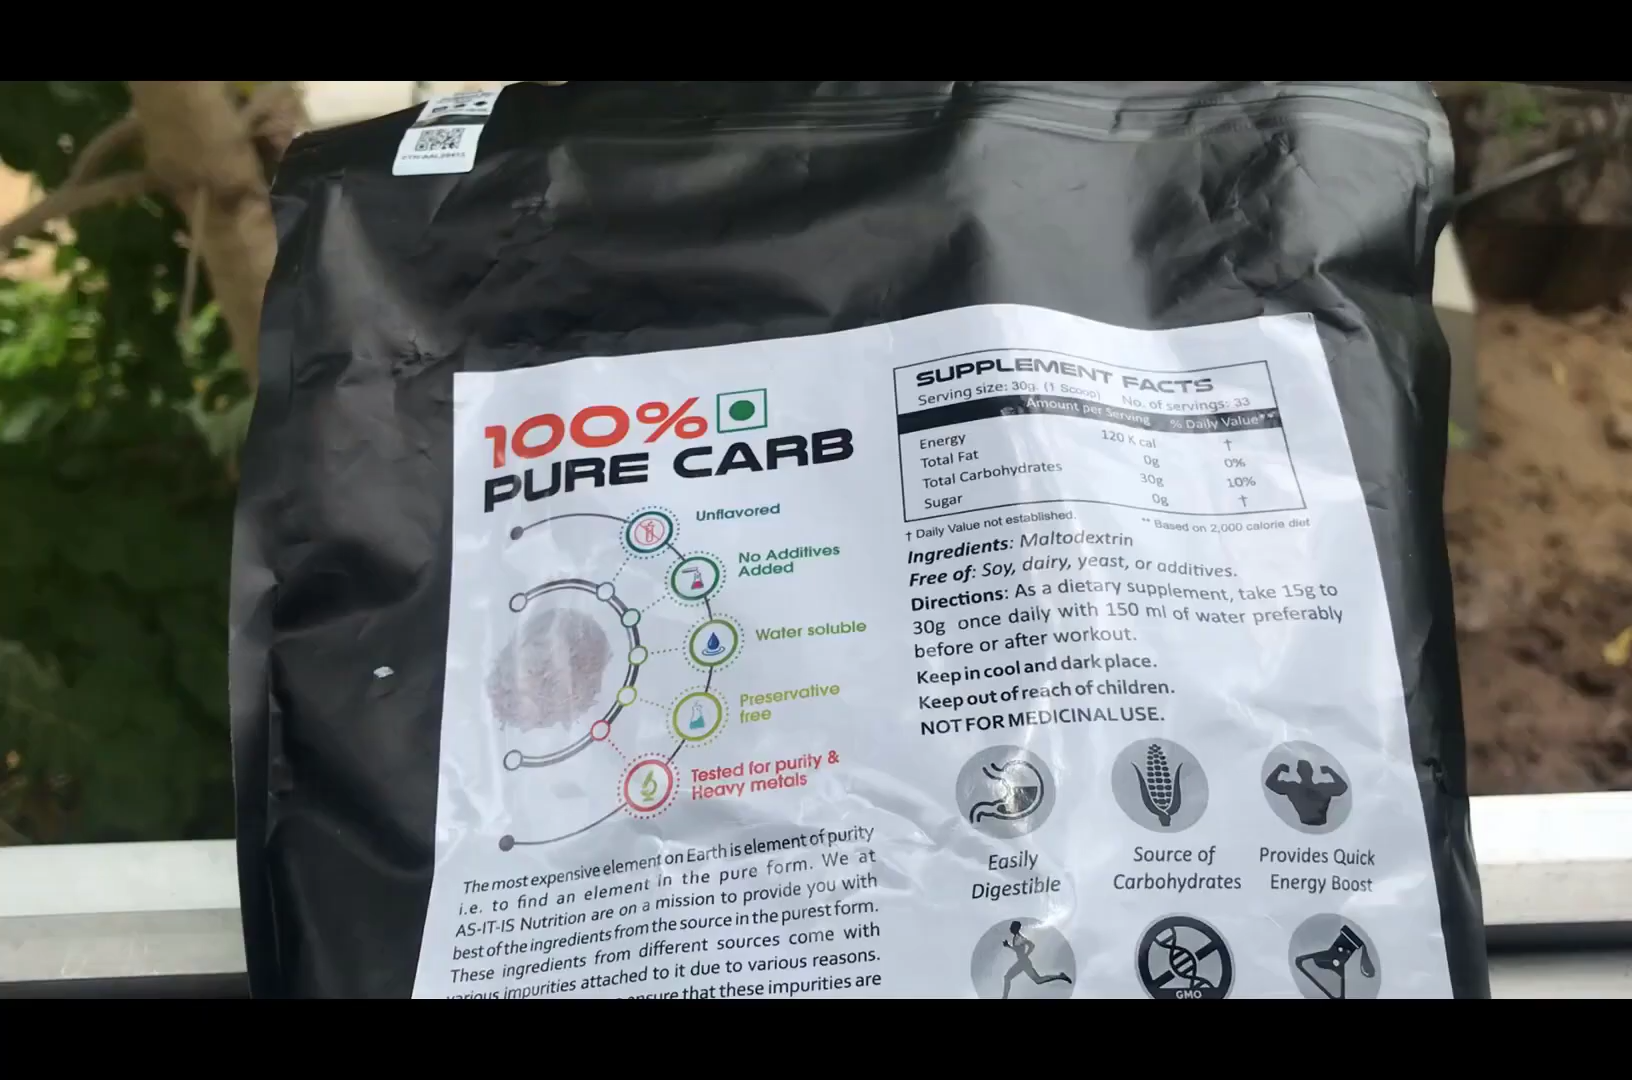 100%
PURE CARB
Unflavored
No Additives
Added
Water soluble
Preservative
free
Tested for purity &
Heavy metals
The most expensive element on Earth is element of purity
i.e. to find an element in the pure form. We at
AS-IT-IS Nutrition are on a mission to provide you with
best of the ingredients from the source in the purest form.
These ingredients from different sources come with
various impurities attached to it due to various reasons.
ensure that these impurities are
SUPPLEMENT FACTS
Serving size: 30g. (1 Scoop) No. of servings: 33
Amount per Serving % Daily Value**
Energy 120 K cal †
Total Fat 0g 0%
Total Carbohydrates 30g 10%
Sugar 0g †
† Daily Value not established. ** Based on 2,000 calorie diet
Ingredients: Maltodextrin
Free of: Soy, dairy, yeast, or additives.
Directions: As a dietary supplement, take 15g to
30g once daily with 150 ml of water preferably
before or after workout.
Keep in cool and dark place.
Keep out of reach of children.
NOT FOR MEDICINAL USE.
Easily
Digestible
Source of
Carbohydrates
Provides Quick
Energy Boost
GMO